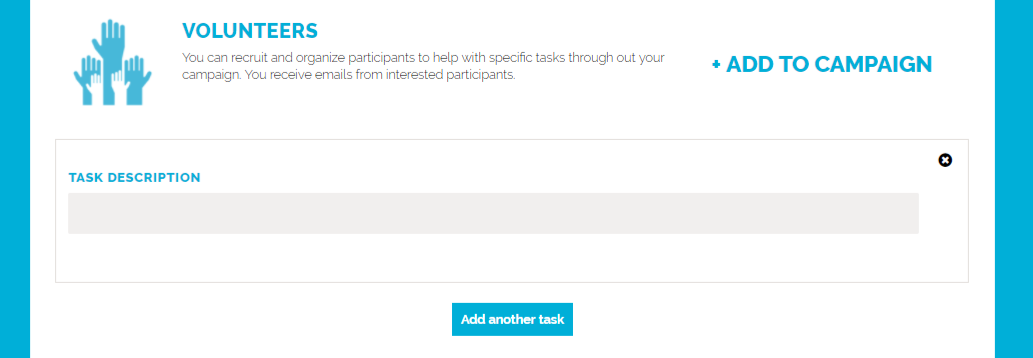 VOLUNTEERS
You can recruit and organize participants to help with specific tasks through out your
campaign. You receive emails from interested participants.
+ ADD TO CAMPAIGN
TASK DESCRIPTION
Add another task